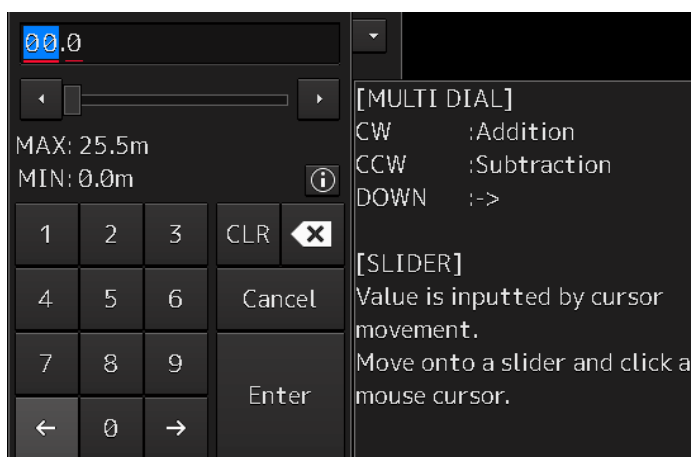 00.0
MAX: 25.5m
MIN: 0.0m
1 2 3 CLR
4 5 6 Cancel
7 8 9
Enter
← 0 →
[MULTI DIAL]
CW :Addition
CCW :Subtraction
DOWN :->
[SLIDER]
Value is inputted by cursor
movement.
Move onto a slider and click a
mouse cursor.